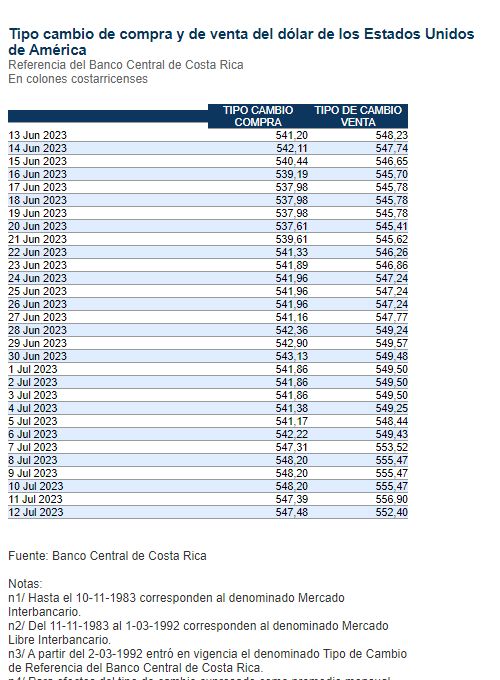 Tipo cambio de compra y de venta del dólar de los Estados Unidos
de América
Referencia del Banco Central de Costa Rica
En colones costarricenses
TIPO CAMBIO TIPO DE CAMBIO
COMPRA VENTA
13 Jun 2023 541,20 548,23
14 Jun 2023 542,11 547,74
15 Jun 2023 540,44 546,65
16 Jun 2023 539,19 545,70
17 Jun 2023 537,98 545,78
18 Jun 2023 537,98 545,78
19 Jun 2023 537,98 545,78
20 Jun 2023 537,61 545,41
21 Jun 2023 539,61 545,62
22 Jun 2023 541,33 546,26
23 Jun 2023 541,89 546,86
24 Jun 2023 541,96 547,24
25 Jun 2023 541,96 547,24
26 Jun 2023 541,96 547,24
27 Jun 2023 541,16 547,77
28 Jun 2023 542,36 549,24
29 Jun 2023 542,90 549,57
30 Jun 2023 543,13 549,48
1 Jul 2023 541,86 549,50
2 Jul 2023 541,86 549,50
3 Jul 2023 541,86 549,50
4 Jul 2023 541,38 549,25
5 Jul 2023 541,17 548,44
6 Jul 2023 542,22 549,43
7 Jul 2023 547,31 553,52
8 Jul 2023 548,20 555,47
9 Jul 2023 548,20 555,47
10 Jul 2023 548,20 555,47
11 Jul 2023 547,39 556,90
12 Jul 2023 547,48 552,40
Fuente: Banco Central de Costa Rica
Notas:
n1/ Hasta el 10-11-1983 corresponden al denominado Mercado
Interbancario.
n2/ Del 11-11-1983 al 1-03-1992 corresponden al denominado Mercado
Libre Interbancario.
n3/ A partir del 2-03-1992 entró en vigencia el denominado Tipo de Cambio
de Referencia del Banco Central de Costa Rica.
n4/ Para efectos del tipo de cambio expresado como promedio mensual